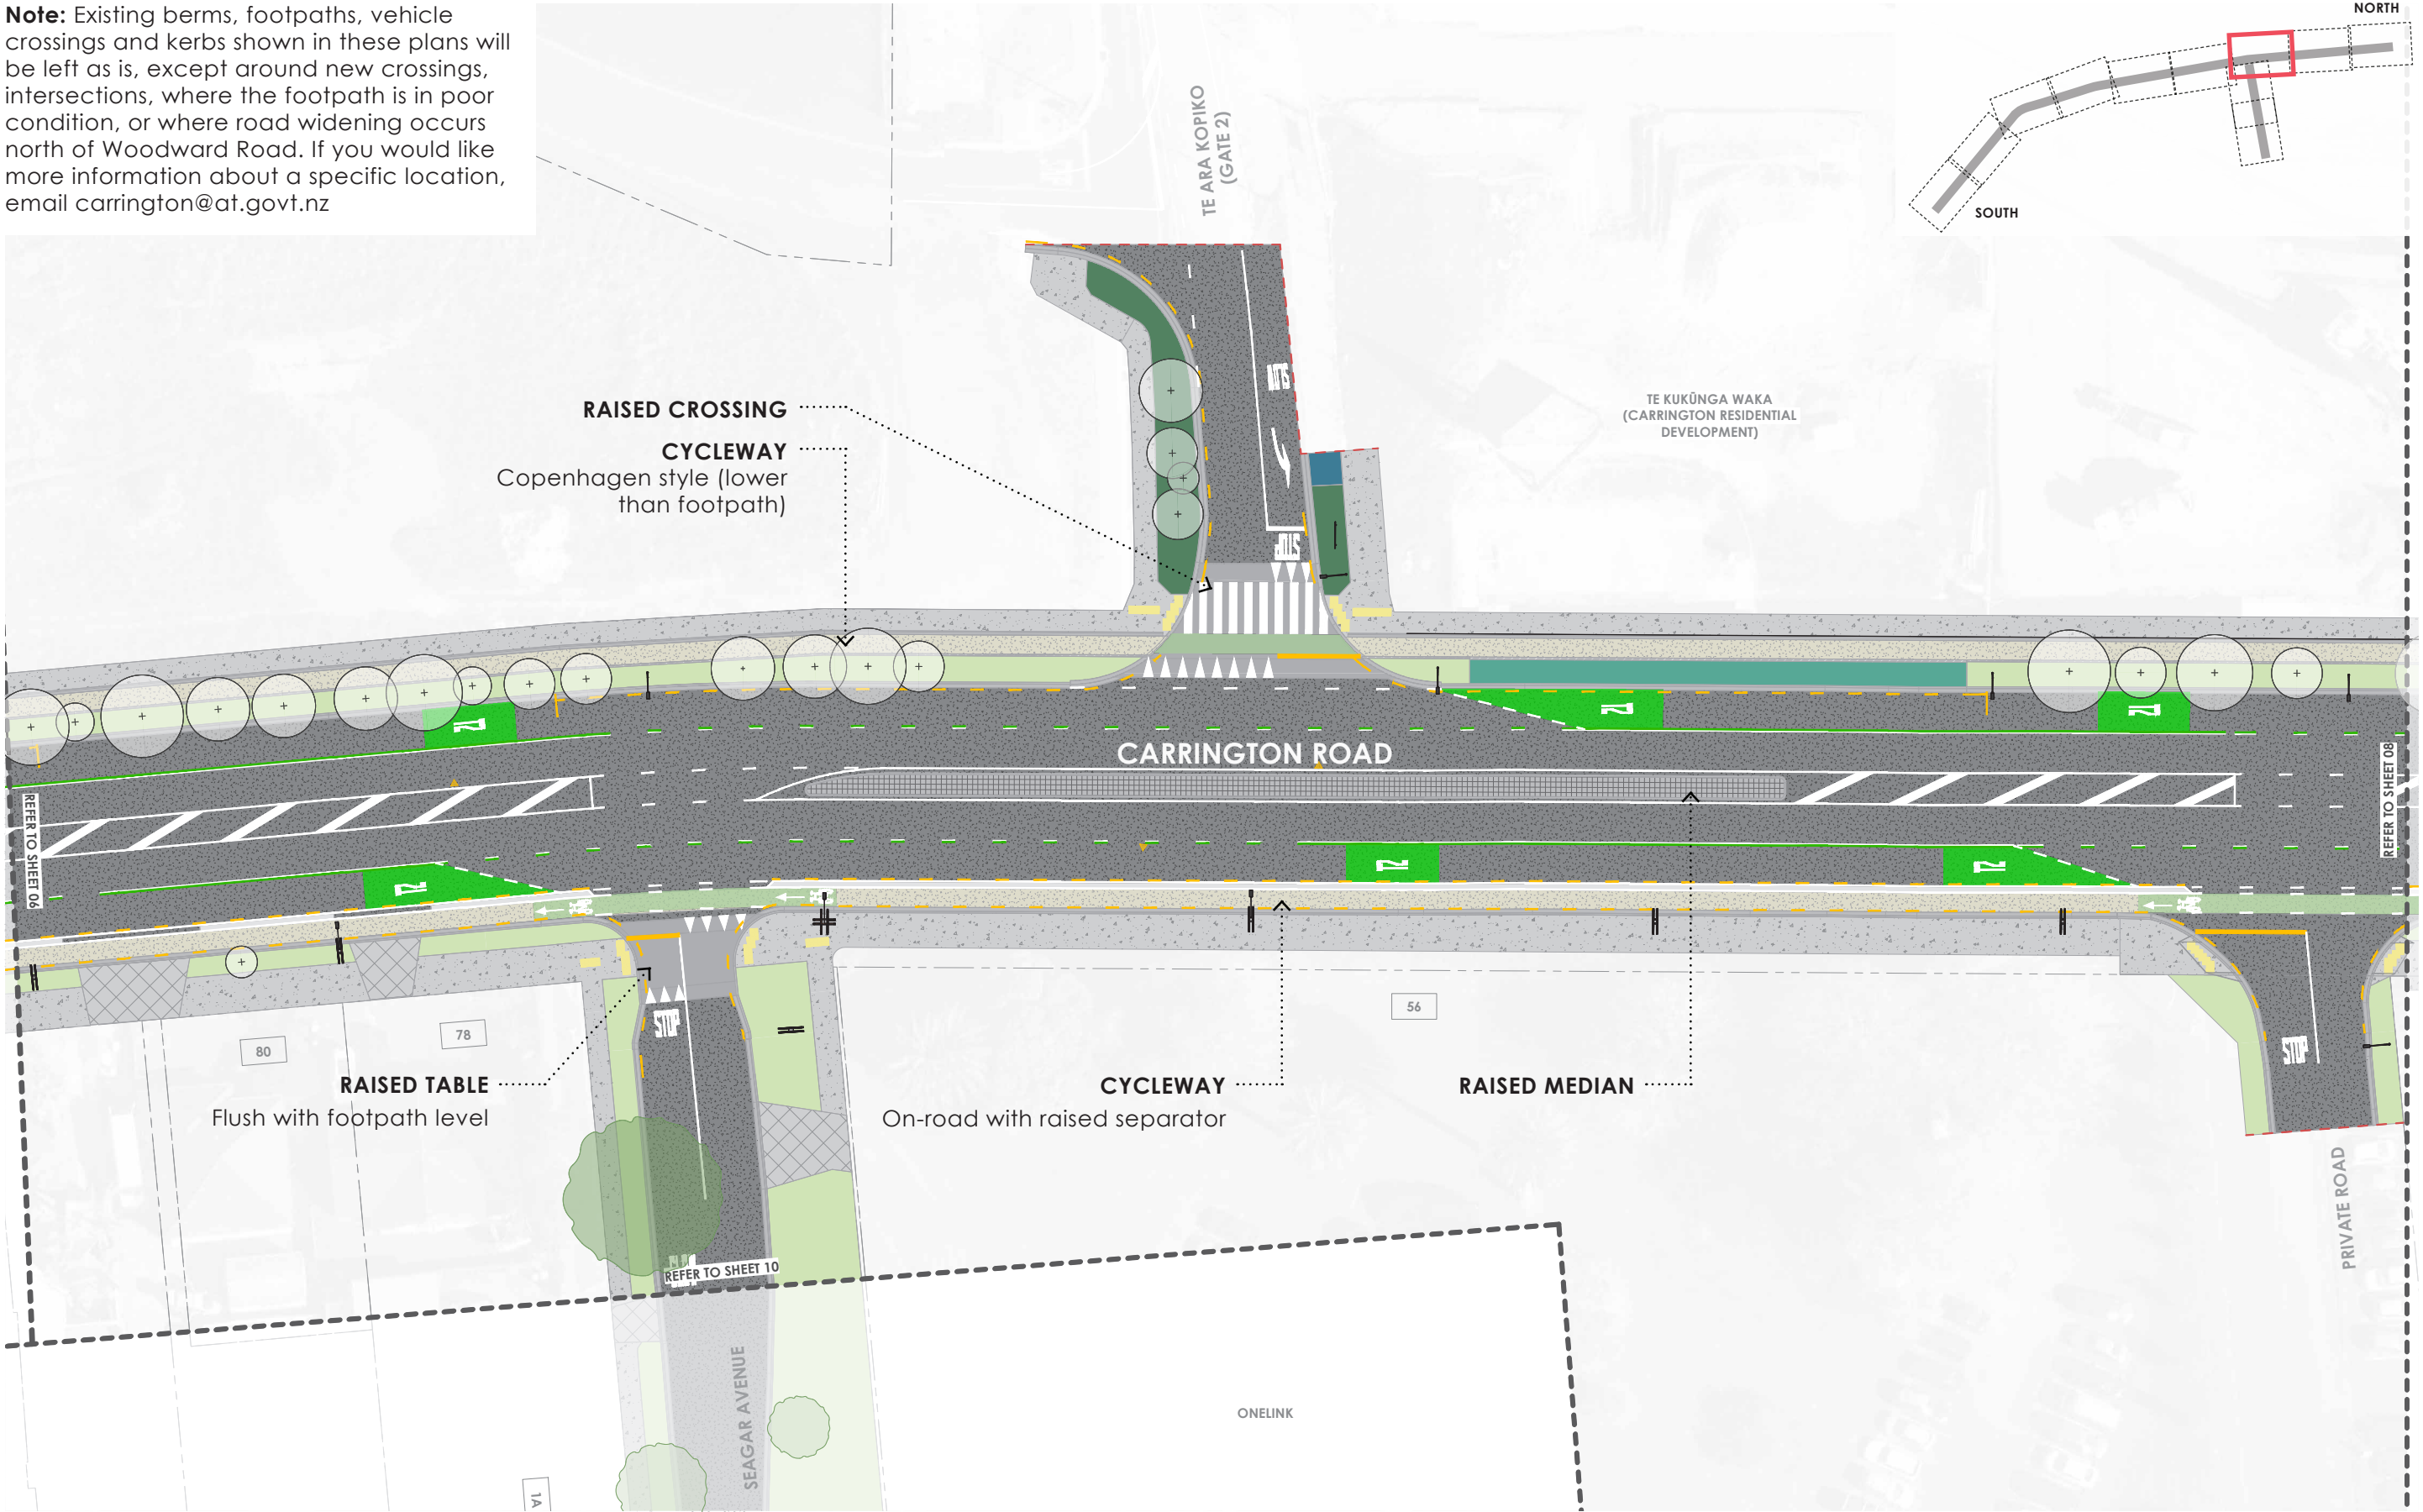 Note: Existing berms, footpaths, vehicle
crossings and kerbs shown in these plans will
be left as is, except around new crossings,
intersections, where the footpath is in poor
condition, or where road widening occurs
north of Woodward Road. If you would like
more information about a specific location,
email carrington@at.govt.nz
NORTH
SOUTH
TE ARA KOPIKO
(GATE 2)
RAISED CROSSING
CYCLEWAY
Copenhagen style (lower
than footpath)
TE KUKŪNGA WAKA
(CARRINGTON RESIDENTIAL
DEVELOPMENT)
STOP
CARRINGTON ROAD
REFER TO SHEET 06
REFER TO SHEET 08
80
78
56
STOP
STOP
RAISED TABLE
Flush with footpath level
CYCLEWAY
On-road with raised separator
RAISED MEDIAN
PRIVATE ROAD
REFER TO SHEET 10
SEAGAR AVENUE
ONELINK
1A